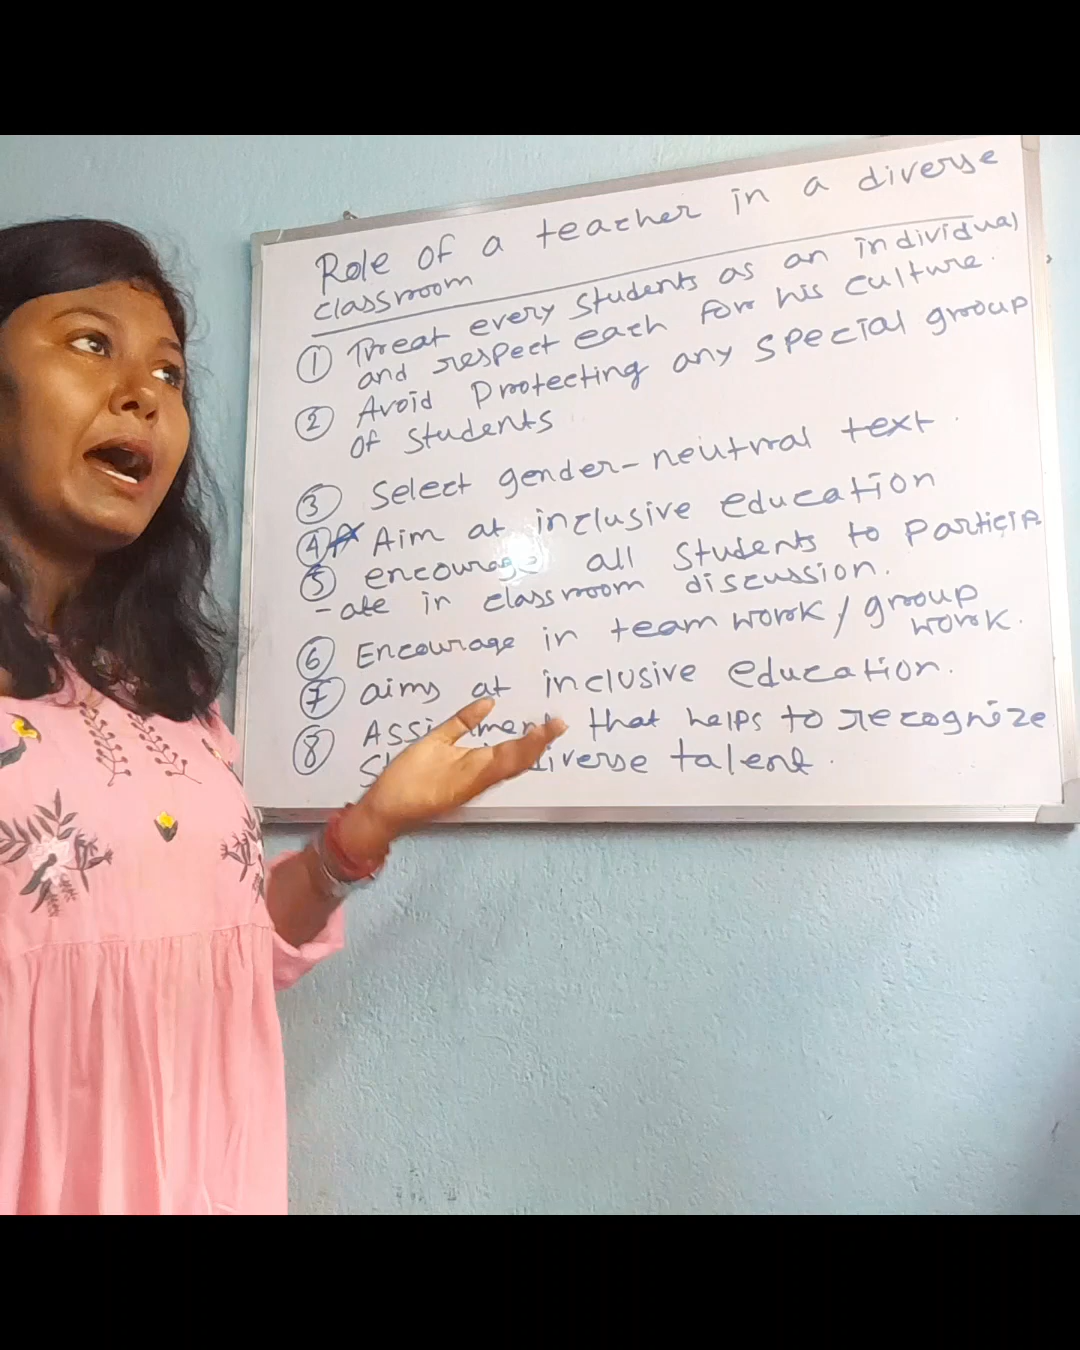 Role of a teacher in a diverse
classroom
① Treat every students as an individual
and respect each for his culture.
② Avoid Protecting any special group
of students
③ Select gender-neutral text.
④ Aim at inclusive education
⑤ encourage all students to particip
-ate in classroom discussion.
⑥ Encourage in team work / group
work.
⑦ aims at inclusive education.
⑧ that helps to recognize
diverse talent.